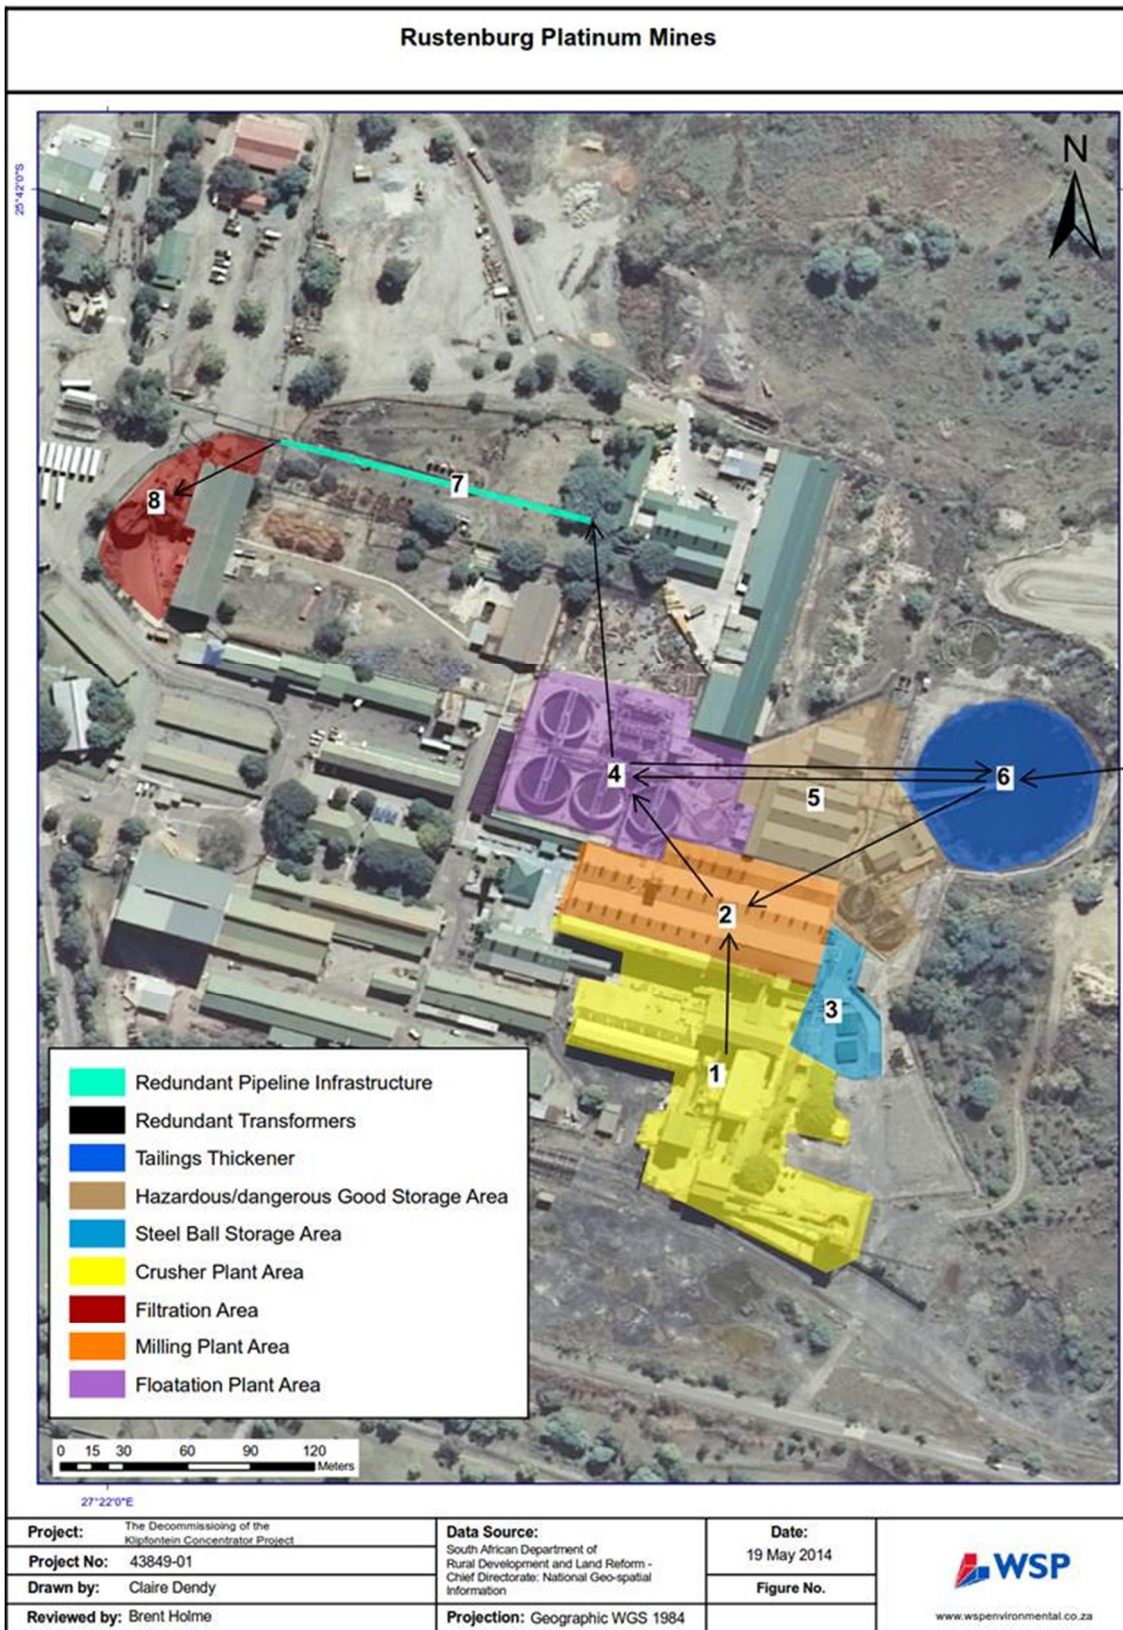 Rustenburg Platinum Mines
N
25°42'0"S
7
8
4
6
5
2
3
1
Redundant Pipeline Infrastructure
Redundant Transformers
Tailings Thickener
Hazardous/dangerous Good Storage Area
Steel Ball Storage Area
Crusher Plant Area
Filtration Area
Milling Plant Area
Floatation Plant Area
0 15 30 60 90 120
Meters
27°22'0"E
Project: The Decommissioing of the
Klipfontein Concentrator Project
Project No: 43849-01
Drawn by: Claire Dendy
Reviewed by: Brent Holme
Data Source:
South African Department of
Rural Development and Land Reform -
Chief Directorate: National Geo-spatial
Information
Projection: Geographic WGS 1984
Date:
19 May 2014
Figure No.
WSP
www.wspenvironmental.co.za